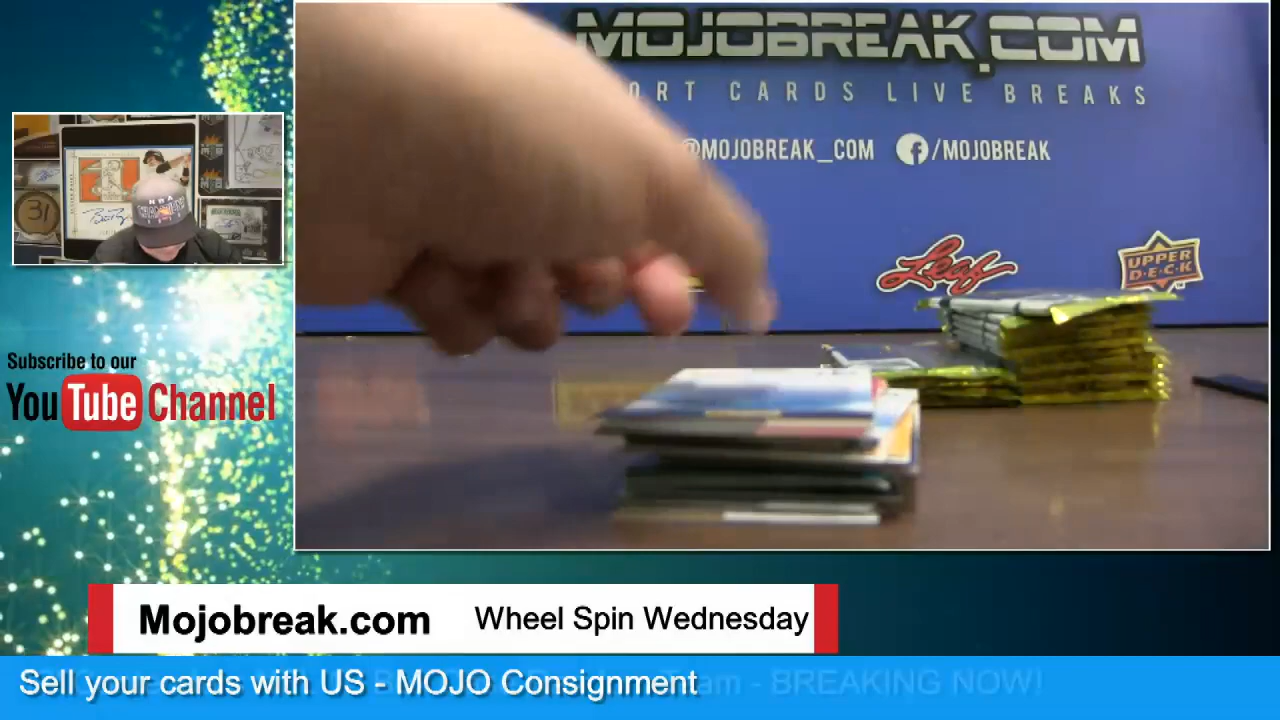 MOJOBREAK.COM
ORT CARDS LIVE BREAKS
@MOJOBREAK_COM
/MOJOBREAK
Leaf
UPPER
DECK
31
Subscribe to our
YouTube Channel
Mojobreak.com
Wheel Spin Wednesday
Sell your cards with US - MOJO Consignment
- BREAKING NOW!